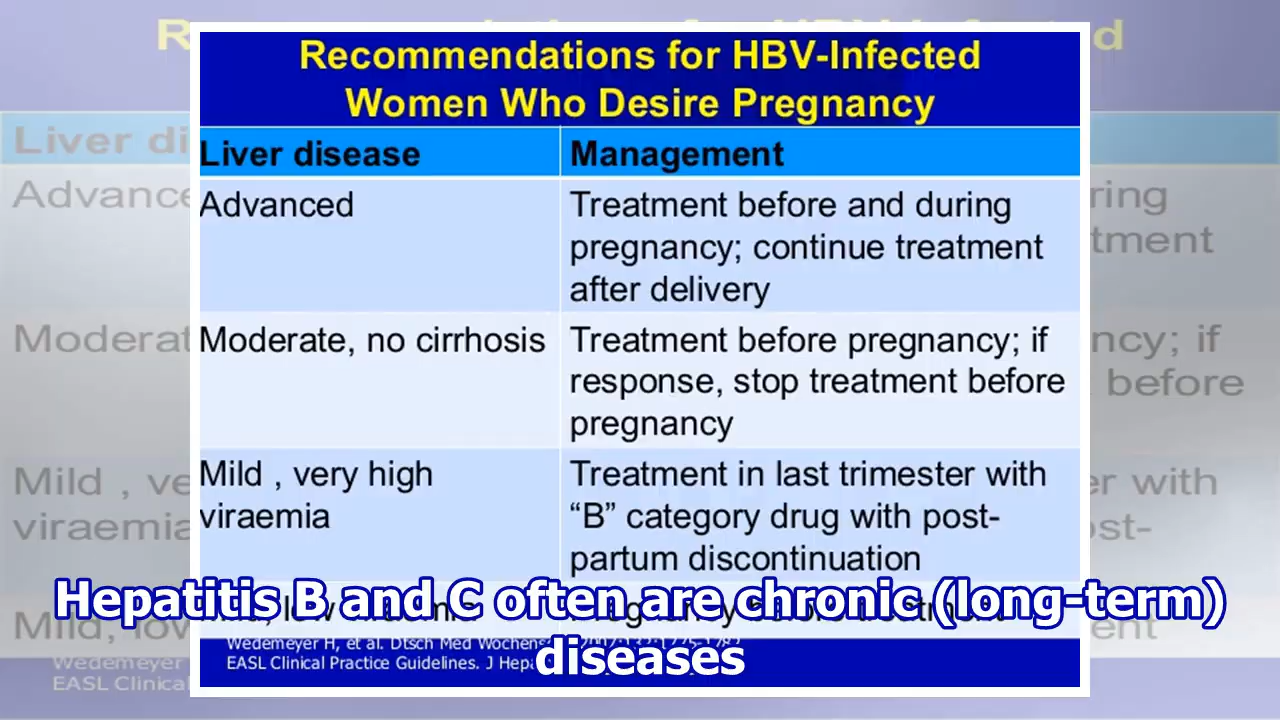 Recommendations for HBV-Infected
Women Who Desire Pregnancy
Liver disease
Management
Advanced
Treatment before and during
pregnancy; continue treatment
after delivery
Moderate, no cirrhosis
Treatment before pregnancy; if
response, stop treatment before
pregnancy
Mild , very high
viraemia
Treatment in last trimester with
“B” category drug with post-
partum discontinuation
Hepatitis B and C often are chronic (long-term)
diseases
Wedemeyer H, et al. Dtsch Med
EASL Clinical Practice Guidelines. J